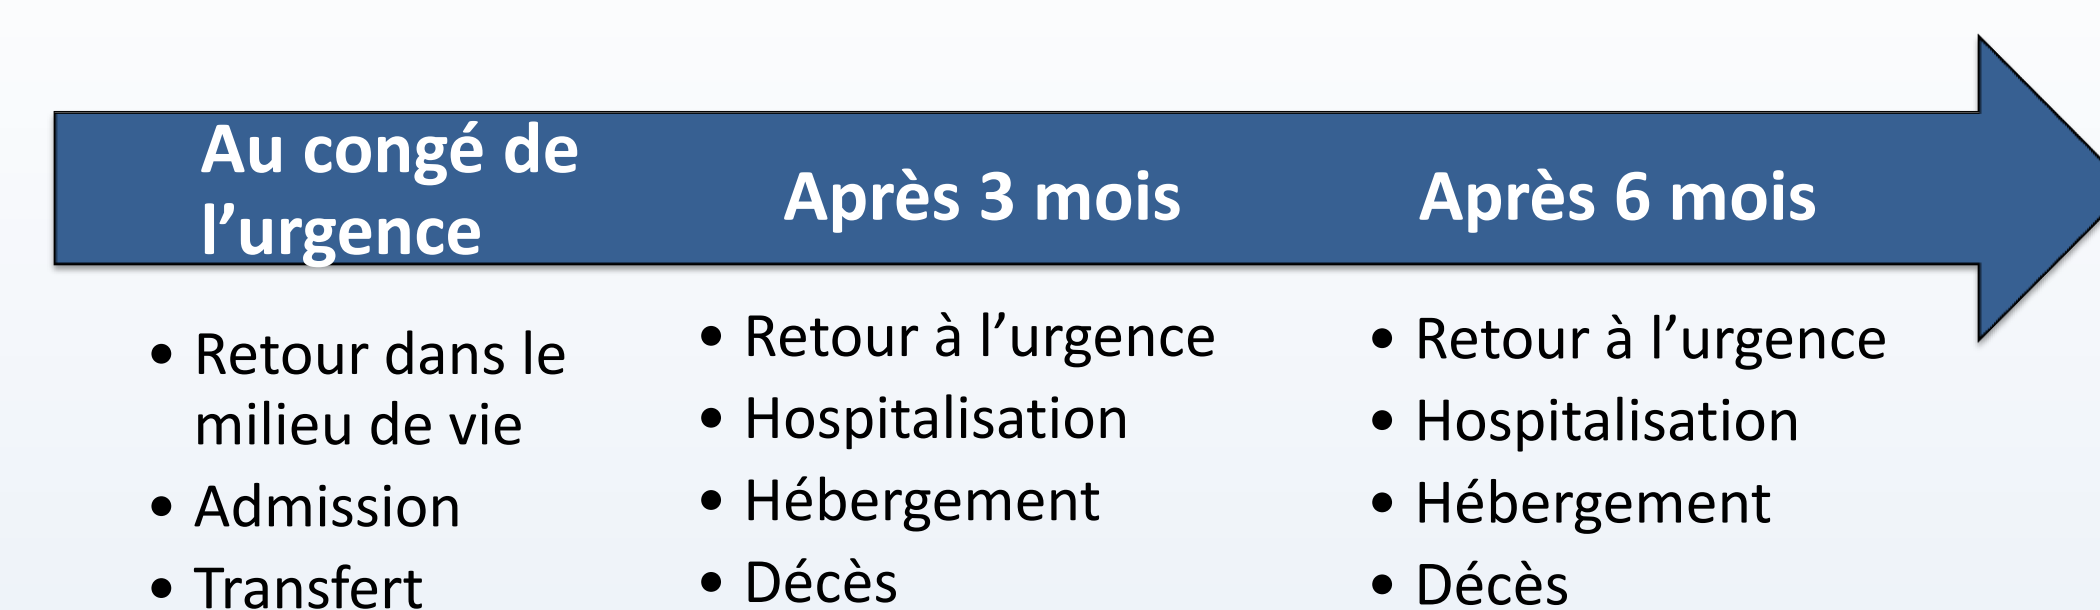 Au congé de
l’urgence
Après 3 mois
Après 6 mois
• Retour dans le
milieu de vie
• Admission
• Transfert
• Retour à l’urgence
• Hospitalisation
• Hébergement
• Décès
• Retour à l’urgence
• Hospitalisation
• Hébergement
• Décès